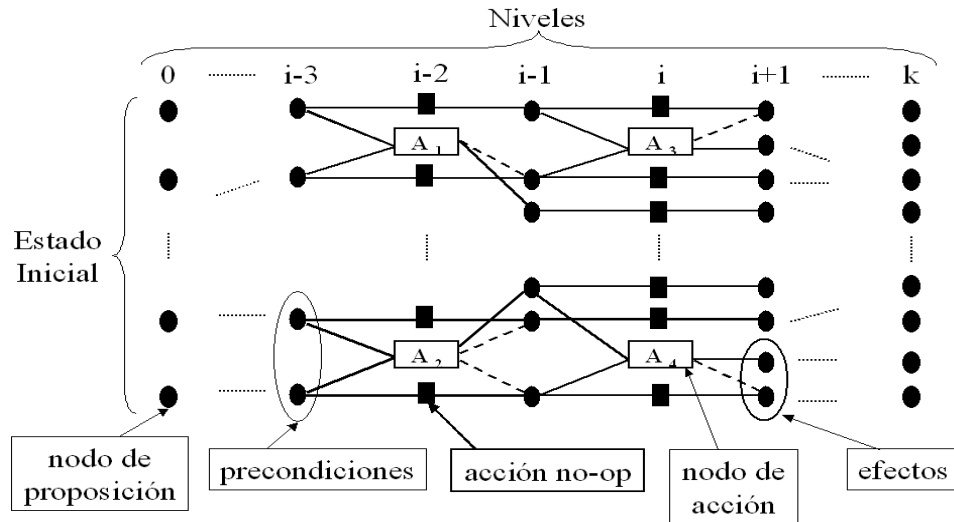 Niveles
0 i-3 i-2 i-1 i i+1 k
A 1 A 3
Estado
Inicial
A 2 A 4
nodo de
proposición
precondiciones
acción no-op
nodo de
acción
efectos